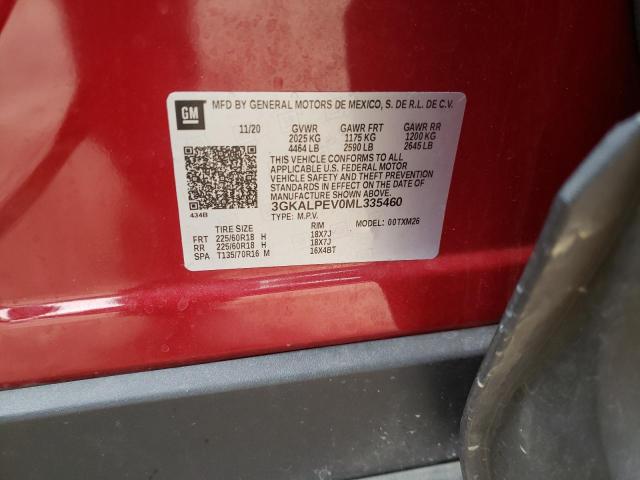 GM
MFD BY GENERAL MOTORS DE MEXICO, S. DE R.L. DE C.V.
11/20 GVWR GAWR FRT GAWR RR
2025 KG 1175 KG 1200 KG
4464 LB 2590 LB 2645 LB
THIS VEHICLE CONFORMS TO ALL
APPLICABLE U.S. FEDERAL MOTOR
VEHICLE SAFETY AND THEFT PREVENTION
STANDARDS IN EFFECT ON THE DATE OF
MANUFACTURE SHOWN ABOVE.
3GKALPEV0ML335460
434B
TYPE: M.P.V. MODEL: 00TXM26
TIRE SIZE RIM
FRT 225/60R18 H 18X7J
RR 225/60R18 H 18X7J
SPA T135/70R16 M 16X4BT